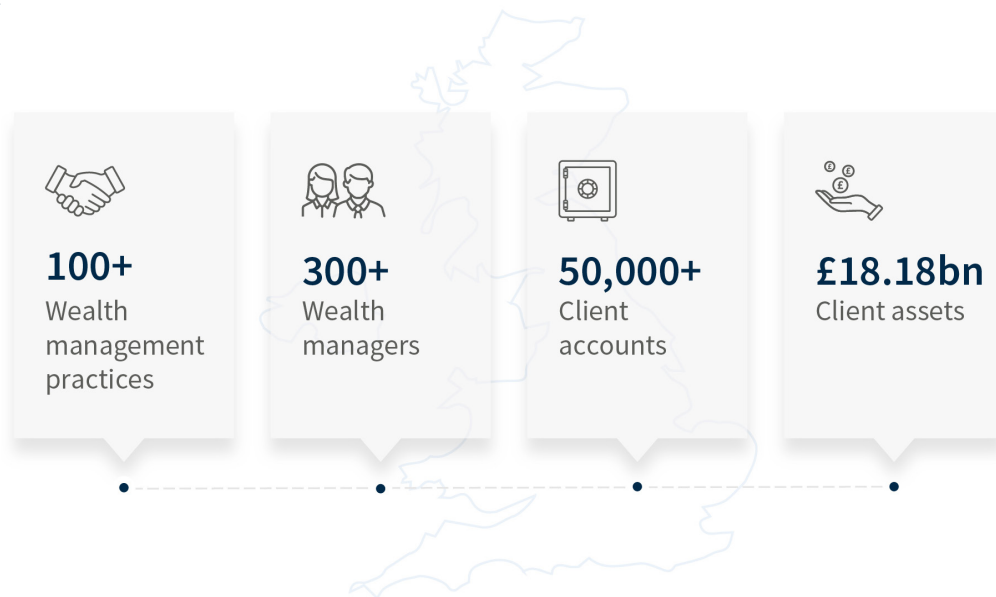 100+
Wealth
management
practices
300+
Wealth
managers
50,000+
Client
accounts
£18.18bn
Client assets